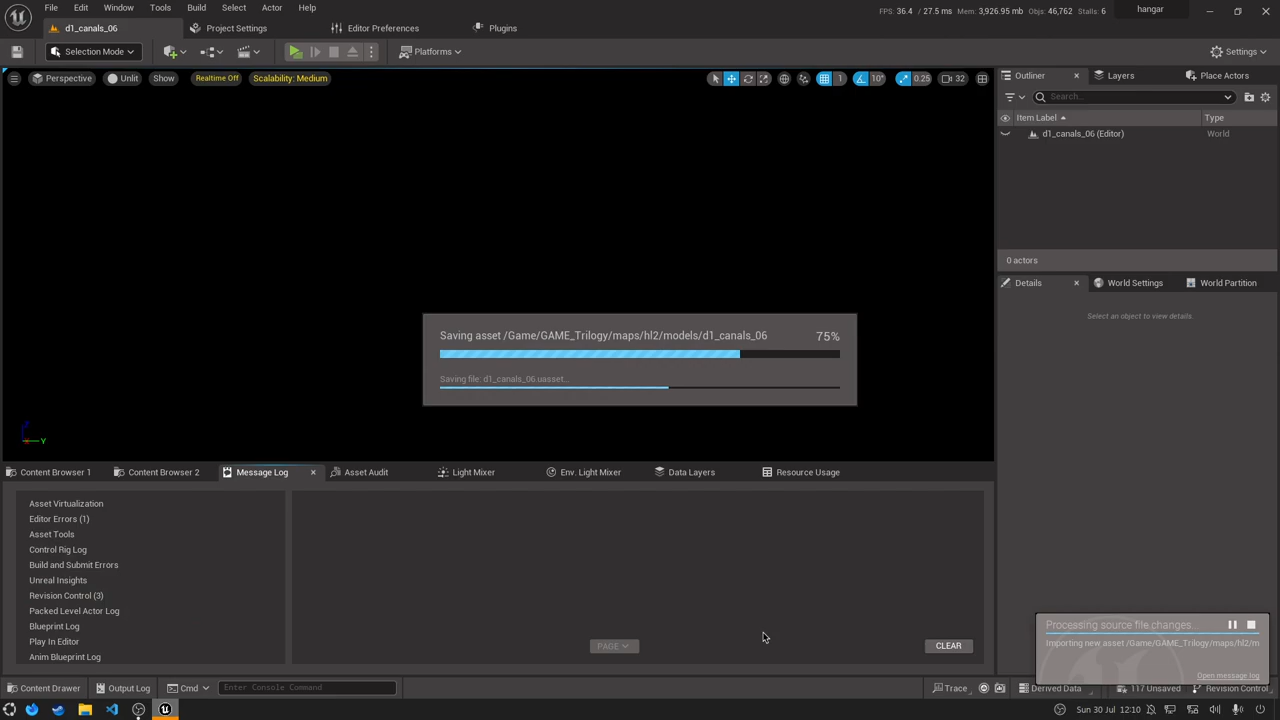 File Edit Window Tools Build Select Actor Help
FPS: 36.4 / 27.5 ms Mem: 3,926.95 mb Objs: 46,762 Stalls: 6 hangar
d1_canals_06 Project Settings Editor Preferences Plugins
Selection Mode Platforms Settings
Perspective Unlit Show Realtime Off Scalability: Medium 1 10° 0.25 32
Outliner Layers Place Actors
Search...
Item Label Type
d1_canals_06 (Editor) World
0 actors
Details World Settings World Partition
Select an object to view details.
Saving asset /Game/GAME_Trilogy/maps/hl2/models/d1_canals_06 75%
Saving file: d1_canals_06.uasset...
Z
Y
Content Browser 1 Content Browser 2 Message Log Asset Audit Light Mixer Env. Light Mixer Data Layers Resource Usage
Asset Virtualization
Editor Errors (1)
Asset Tools
Control Rig Log
Build and Submit Errors
Unreal Insights
Revision Control (3)
Packed Level Actor Log
Blueprint Log
Play In Editor
Anim Blueprint Log
PAGE CLEAR
Processing source file changes...
Importing new asset /Game/GAME_Trilogy/maps/hl2/m
Open message log
Content Drawer Output Log Cmd Enter Console Command Trace Derived Data 117 Unsaved Revision Control
Sun 30 Jul 12:10